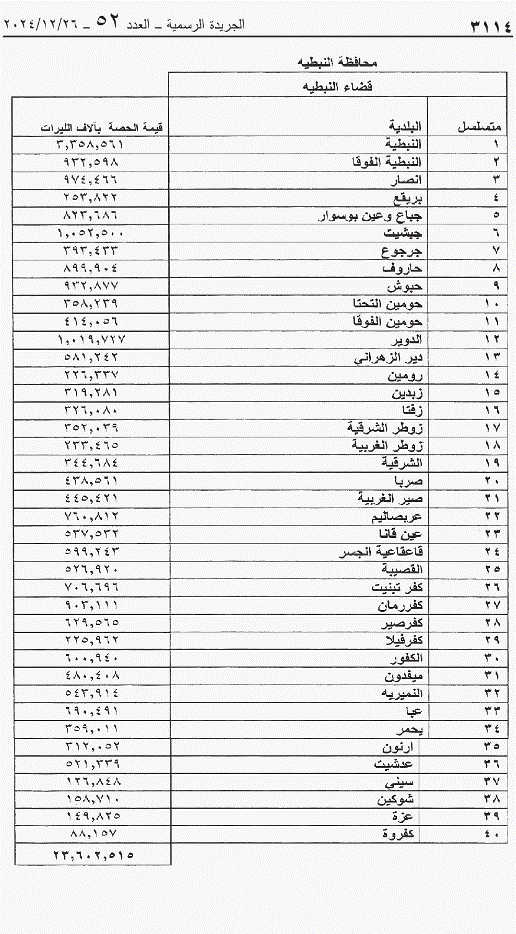 ٣١١٤ الجريدة الرسمية ــ العدد ٥٢ ــ ٢٠٢٤/١٢/٢٦
محافظة النبطيه
قضاء النبطيه
متسلسل البلدية قيمة الحصة بآلاف الليرات
١ النبطية ٣,٣٥٨,٥٦١
٢ النبطية الفوقا ٩٣٢,٥٩٨
٣ انصار ٩٧٤,٤٦٦
٤ بريقع ٢٥٣,٨٢٢
٥ جباع وعين بوسوار ٨٢٣,٦٨٦
٦ جبشيت ١,٠٥٢,٥٠٠
٧ جرجوع ٣٩٣,٤٣٣
٨ حاروف ٨٩٩,٩٠٤
٩ حبوش ٩٣٢,٨٧٧
١٠ حومين التحتا ٣٥٨,٢٣٩
١١ حومين الفوقا ٤١٤,٠٥٦
١٢ الدوير ١,٠١٩,٧٢٧
١٣ دير الزهراني ٥٨١,٢٤٢
١٤ رومين ٢٢٦,٣٣٧
١٥ زبدين ٣١٩,٢٨١
١٦ زفتا ٣٢٦,٠٨٠
١٧ زوطر الشرقية ٣٥٢,٠٣٩
١٨ زوطر الغربية ٢٣٣,٤٦٥
١٩ الشرقية ٣٤٤,٦٨٤
٢٠ صربا ٤٣٨,٥٦١
٢١ صير الغربية ٤٤٥,٤٢١
٢٢ عربصاليم ٧٦٠,٨١٢
٢٣ عين قانا ٥٣٧,٥٣٢
٢٤ قاعقاعية الجسر ٥٩٩,٢٤٣
٢٥ القصيبة ٥٢٦,٩٢٠
٢٦ كفر تبنيت ٧٠٦,٦٩٦
٢٧ كفررمان ٩٠٣,١١١
٢٨ كفرصير ٦٢٩,٥٦٥
٢٩ كفرفيلا ٢٢٥,٩٦٢
٣٠ الكفور ٦٠٠,٩٤٠
٣١ ميفدون ٤٨٠,٤٠٨
٣٢ النميريه ٥٤٣,٩١٤
٣٣ عبا ٦٩٠,٤٩١
٣٤ يحمر ٣٥٩,٠١١
٣٥ ارنون ٣١٢,٠٥٢
٣٦ عدشيت ٥٢١,٣٣٩
٣٧ سيني ١٢٦,٨٤٨
٣٨ شوكين ١٥٨,٧١٠
٣٩ عزة ١٤٩,٨٢٥
٤٠ كفروة ٨٨,١٥٧
٢٣,٦٠٢,٥١٥